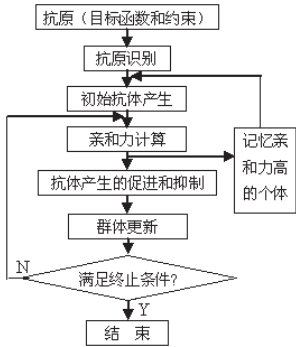 抗原（目标函数和约束）
抗原识别
初始抗体产生
亲和力计算
记忆亲
和力高
的个体
抗体产生的促进和抑制
群体更新
N
满足终止条件?
Y
结 束